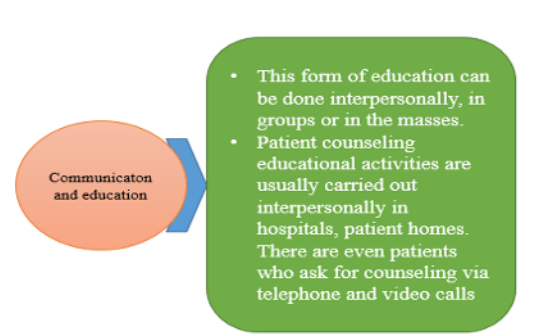 Communicaton
and education
• This form of education can
be done interpersonally, in
groups or in the masses.
• Patient counseling
educational activities are
usually carried out
interpersonally in
hospitals, patient homes.
There are even patients
who ask for counseling via
telephone and video calls